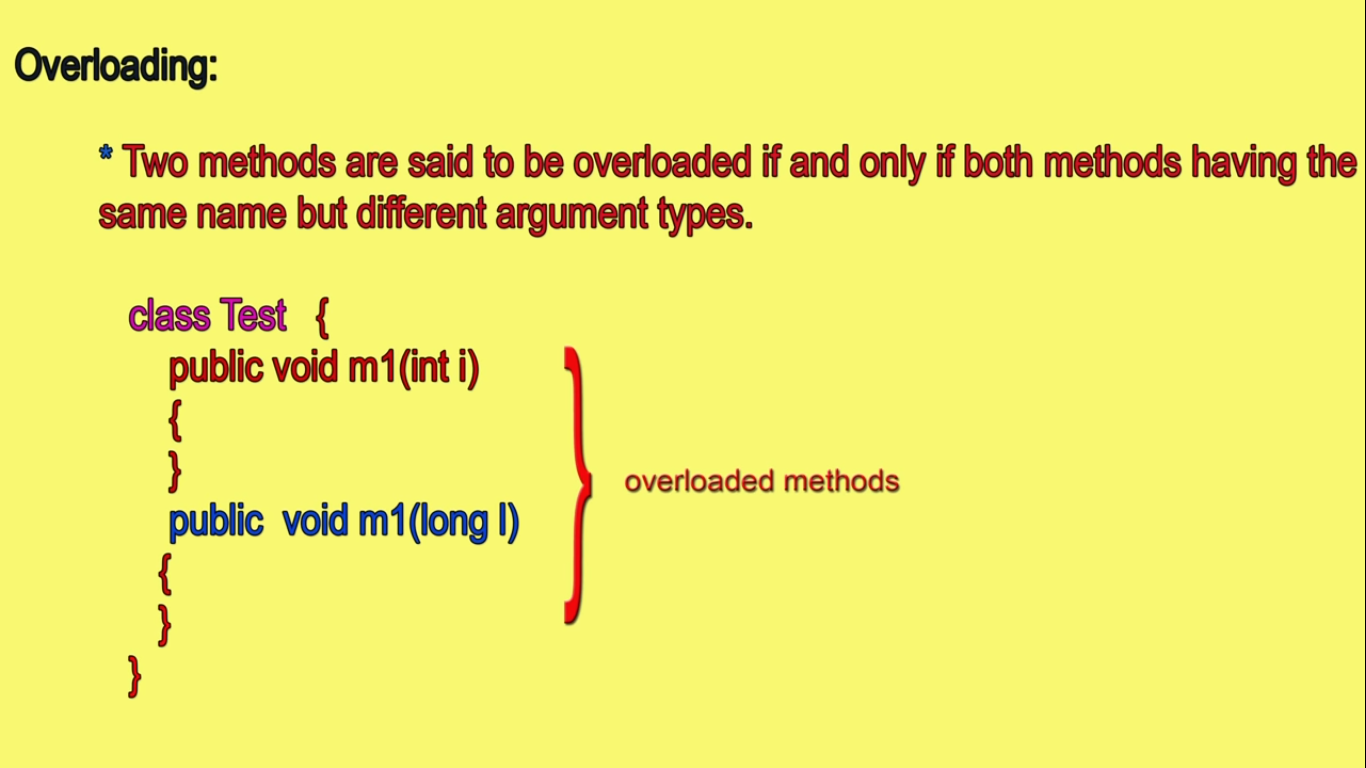 Overloading:
* Two methods are said to be overloaded if and only if both methods having the
same name but different argument types.
class Test {
public void m1(int i)
{
}
overloaded methods
public void m1(long l)
{
}
}